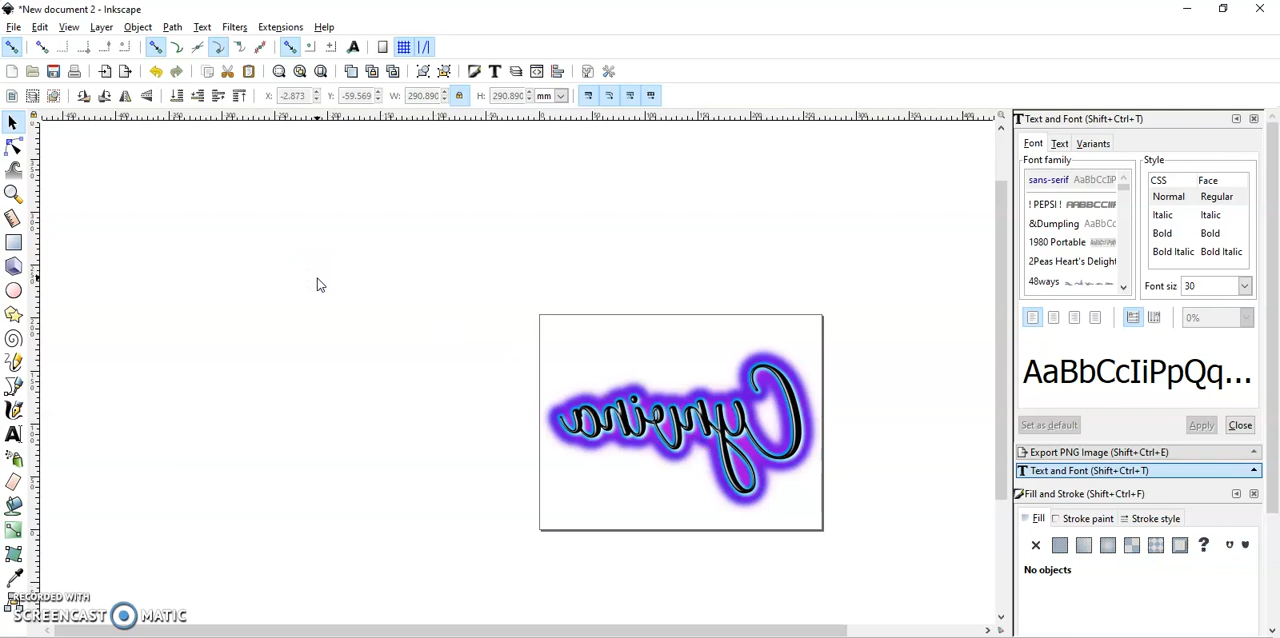 *New document 2 - Inkscape
File Edit View Layer Object Path Text Filters Extensions Help
X: -2.873 Y: -59.569 W: 290.890 H: 290.890 mm
Text and Font (Shift+Ctrl+T)
Font Text Variants
Font family Style
sans-serif AaBbCcIiP CSS Face
! PEPSI ! AABBCCIIF Normal Regular
&Dumpling AaBbCc Italic Italic
1980 Portable Bold Bold
2Peas Heart's Delight Bold Italic Bold Italic
48ways Font siz 30
0%
AaBbCcIiPpQq...
Set as default Apply Close
Export PNG Image (Shift+Ctrl+E)
Text and Font (Shift+Ctrl+T)
Fill and Stroke (Shift+Ctrl+F)
Fill Stroke paint Stroke style
No objects
RECORDED WITH
SCREENCAST MATIC